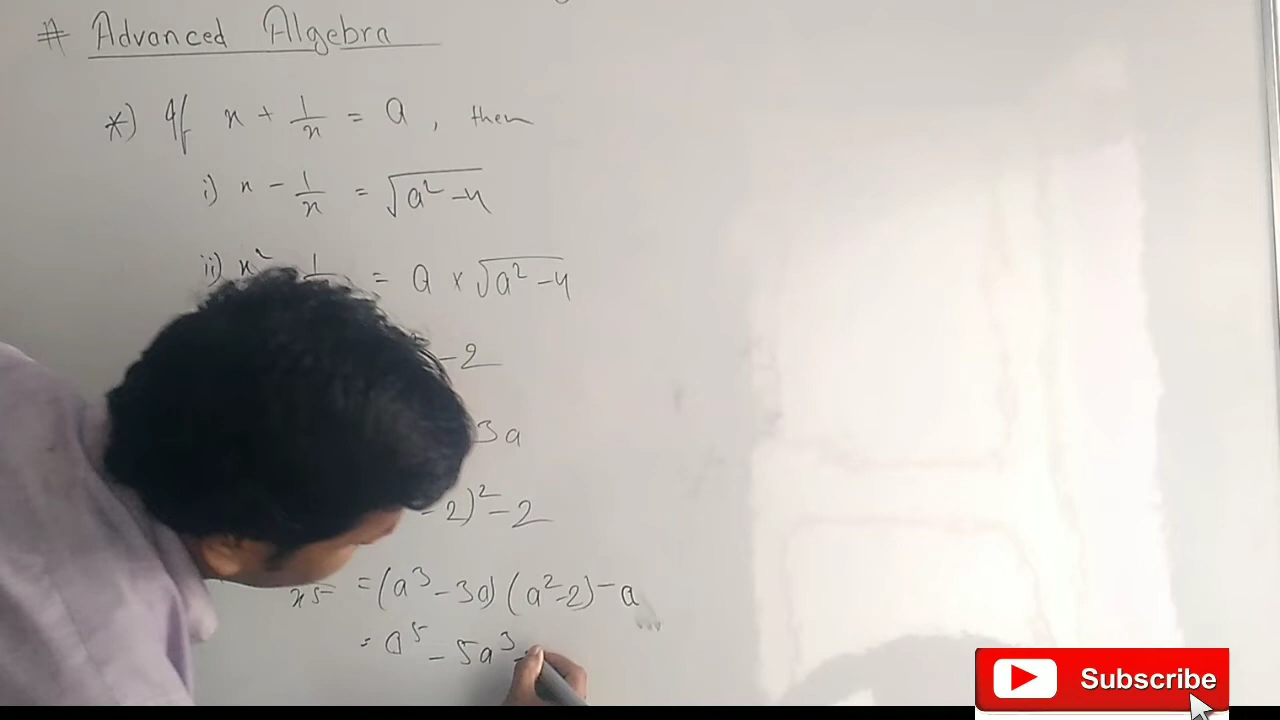 # Advanced Algebra
*) If x + 1/x = a, then
i) x - 1/x = √(a² - 4)
ii) x² 1 = a × √(a² - 4)
- 2
3a
- 2)² - 2
x5 = (a³ - 3a) (a² - 2) - a
= a⁵ - 5a³
Subscribe